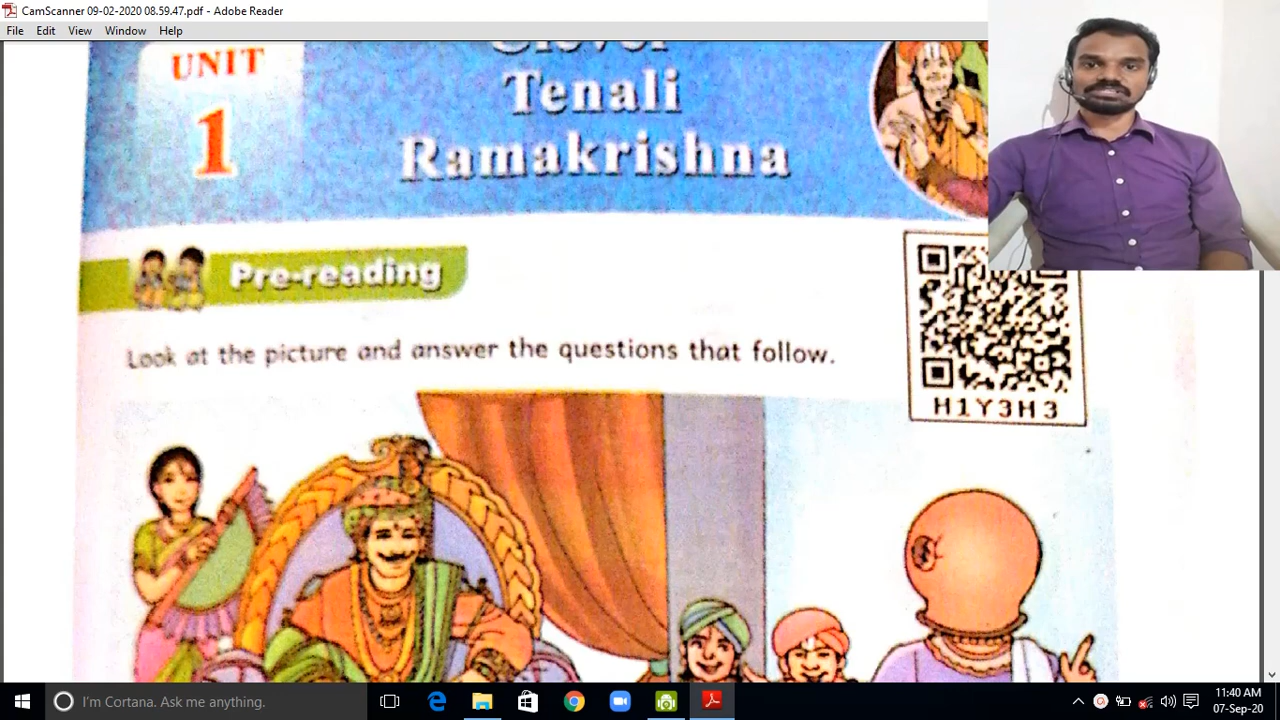 CamScanner 09-02-2020 08.59.47.pdf - Adobe Reader
File Edit View Window Help
UNIT
1
Clever
Tenali
Ramakrishna
Pre-reading
Look at the picture and answer the questions that follow.
H1Y3H3
I'm Cortana. Ask me anything.
11:40 AM
07-Sep-20